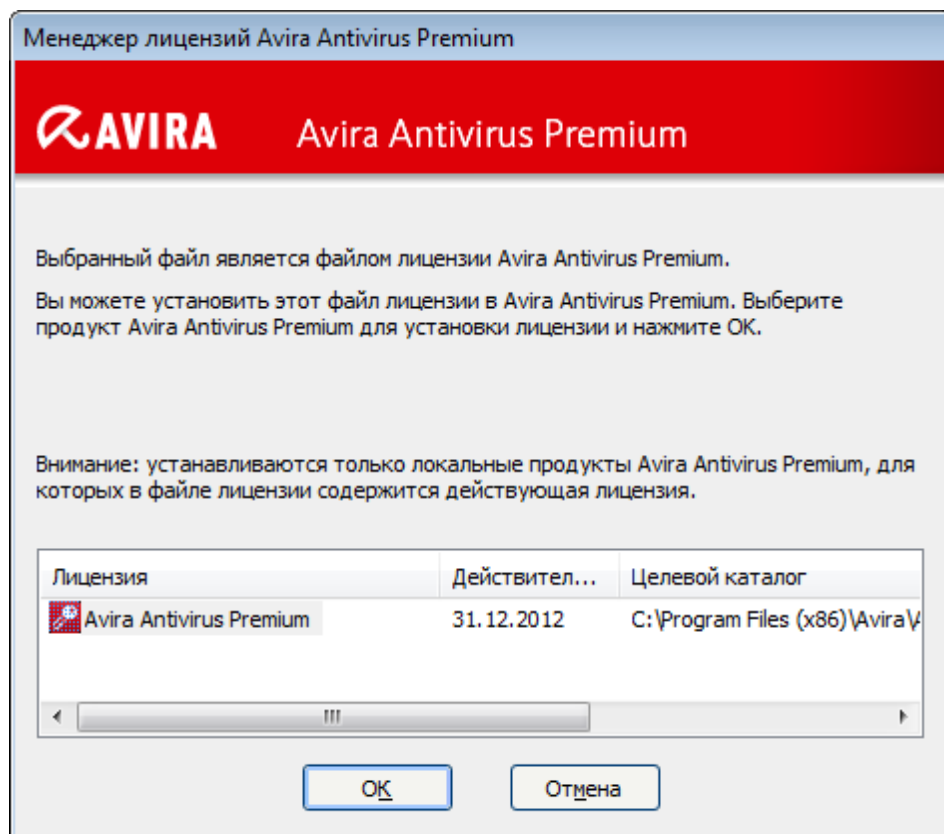 Менеджер лицензий Avira Antivirus Premium
AVIRA Avira Antivirus Premium
Выбранный файл является файлом лицензии Avira Antivirus Premium.
Вы можете установить этот файл лицензии в Avira Antivirus Premium. Выберите
продукт Avira Antivirus Premium для установки лицензии и нажмите ОК.
Внимание: устанавливаются только локальные продукты Avira Antivirus Premium, для
которых в файле лицензии содержится действующая лицензия.
Лицензия Действител... Целевой каталог
Avira Antivirus Premium 31.12.2012 C:\Program Files (x86)\Avira\A
OK Отмена